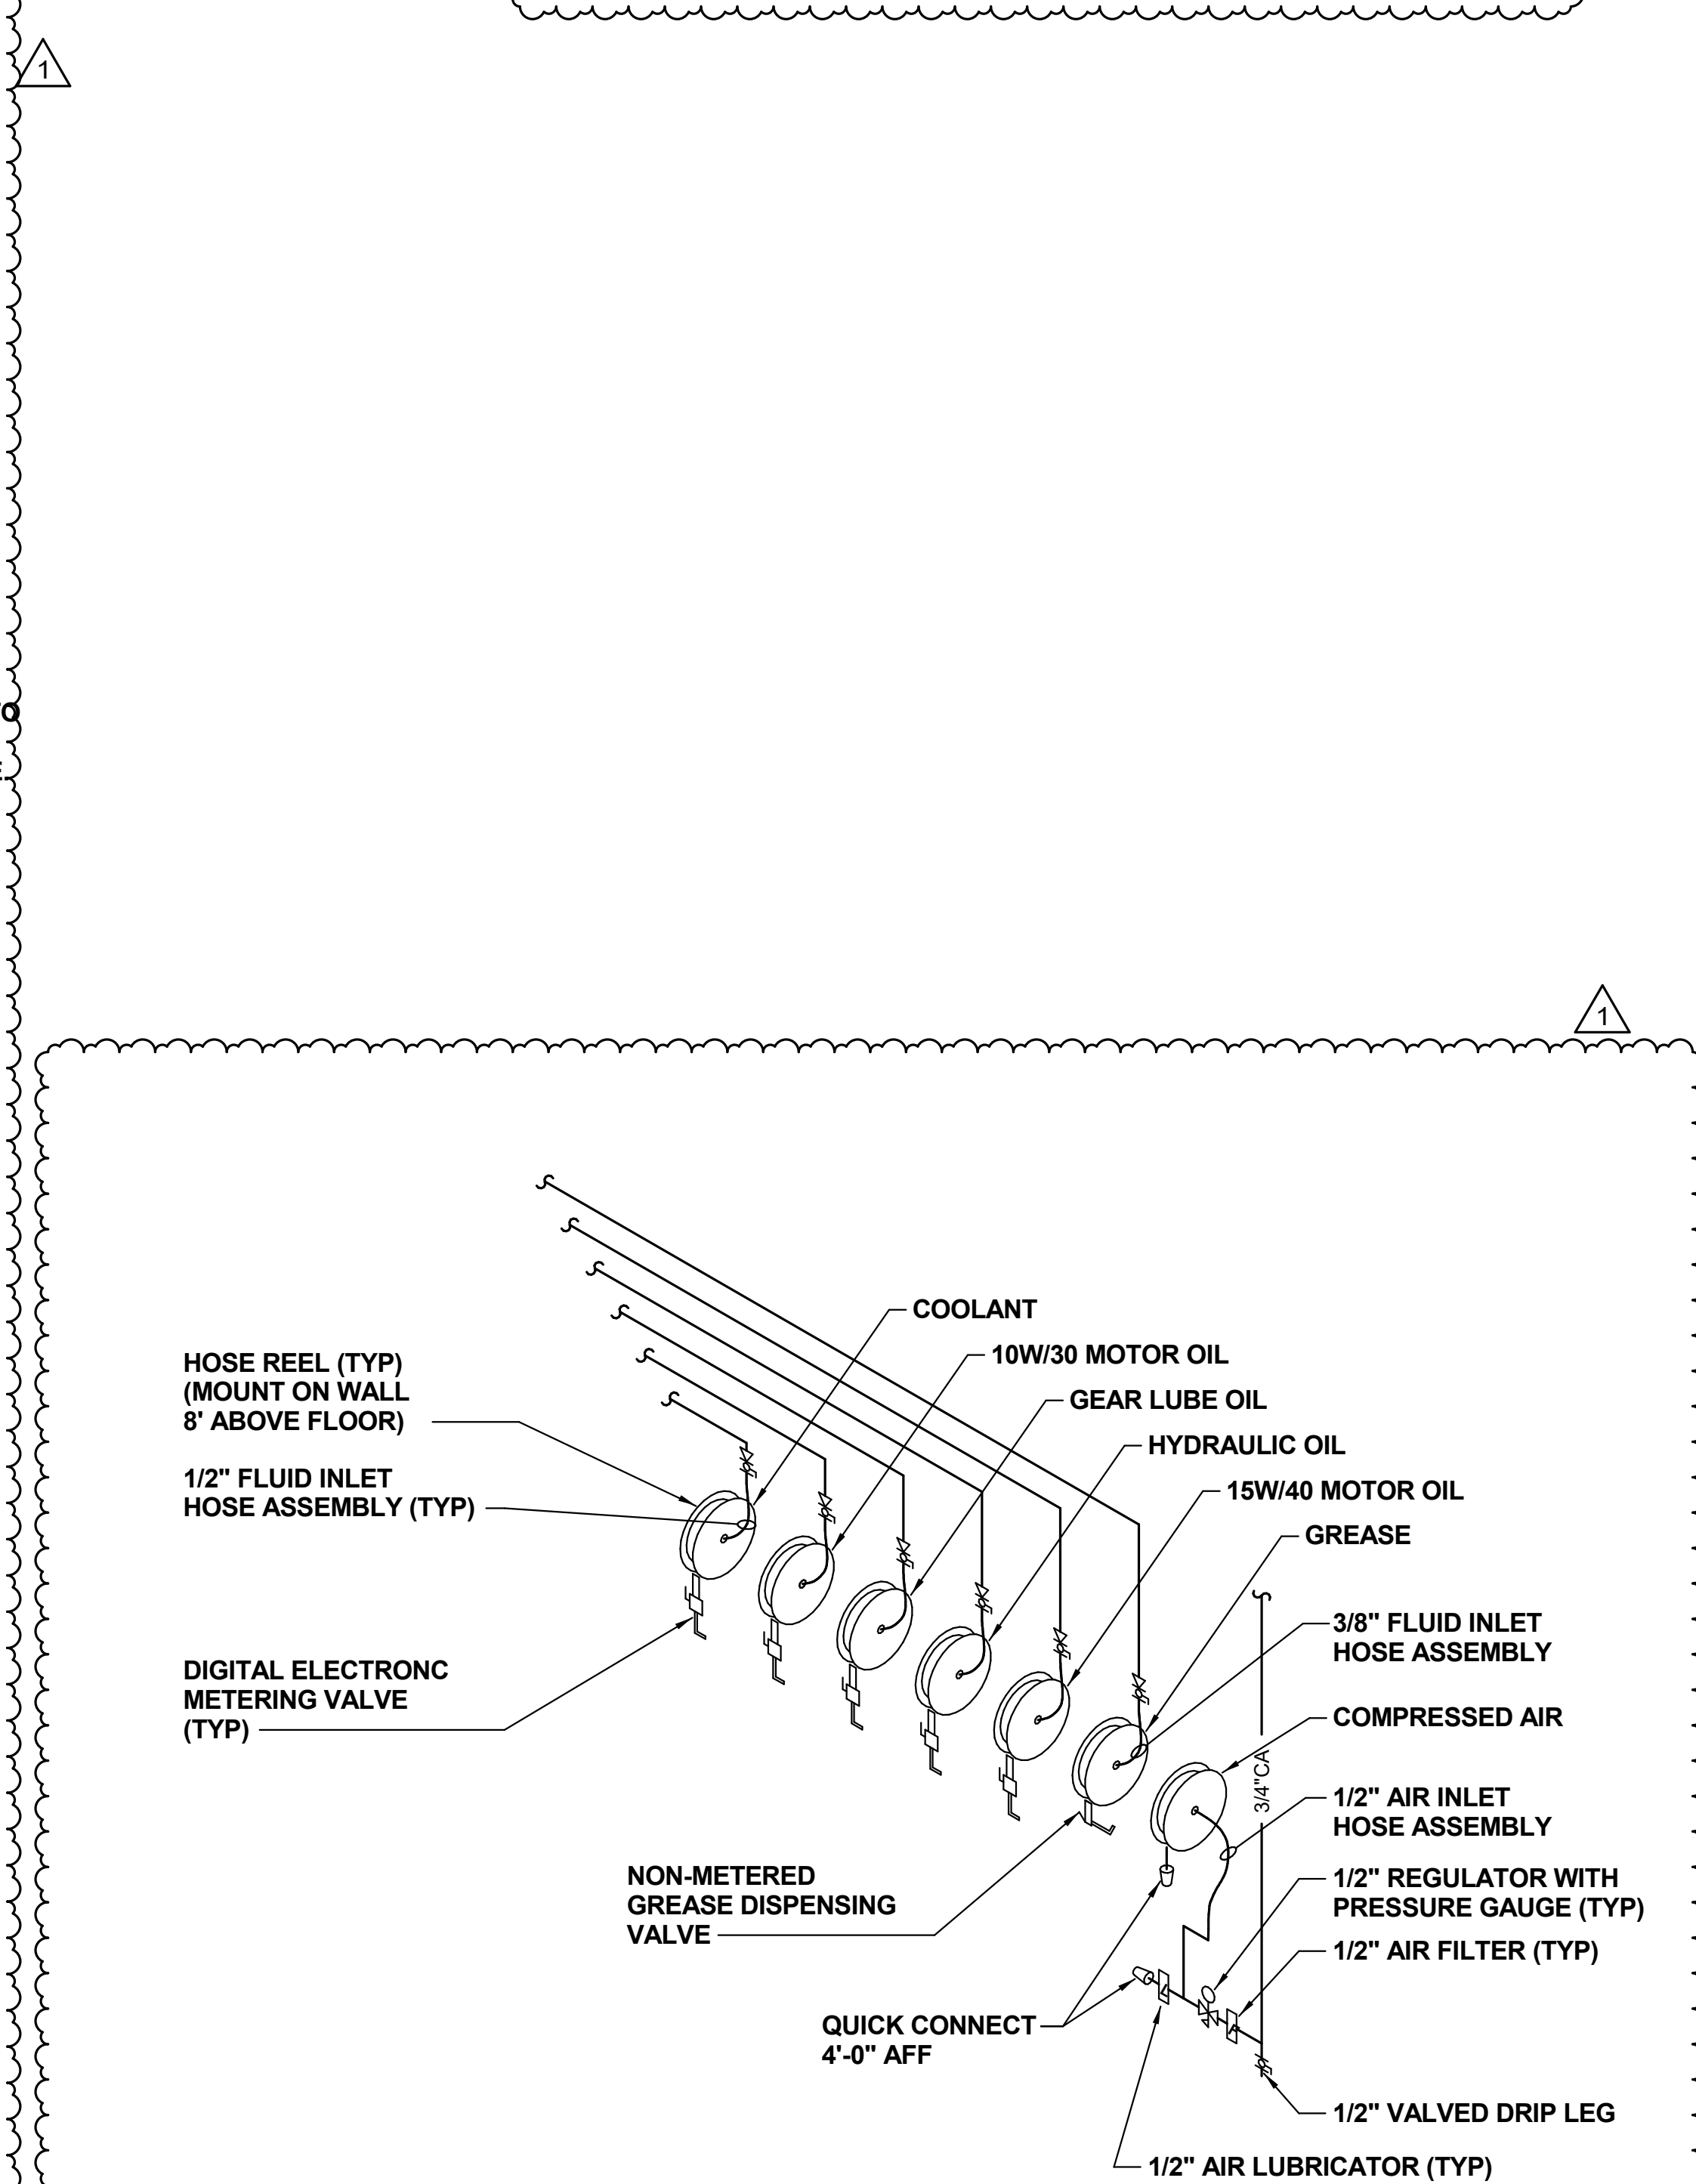 1
1
COOLANT
10W/30 MOTOR OIL
GEAR LUBE OIL
HYDRAULIC OIL
15W/40 MOTOR OIL
GREASE
HOSE REEL (TYP)
(MOUNT ON WALL
8' ABOVE FLOOR)
1/2" FLUID INLET
HOSE ASSEMBLY (TYP)
DIGITAL ELECTRONC
METERING VALVE
(TYP)
3/8" FLUID INLET
HOSE ASSEMBLY
COMPRESSED AIR
3/4"CA
1/2" AIR INLET
HOSE ASSEMBLY
1/2" REGULATOR WITH
PRESSURE GAUGE (TYP)
1/2" AIR FILTER (TYP)
NON-METERED
GREASE DISPENSING
VALVE
QUICK CONNECT
4'-0" AFF
1/2" VALVED DRIP LEG
1/2" AIR LUBRICATOR (TYP)